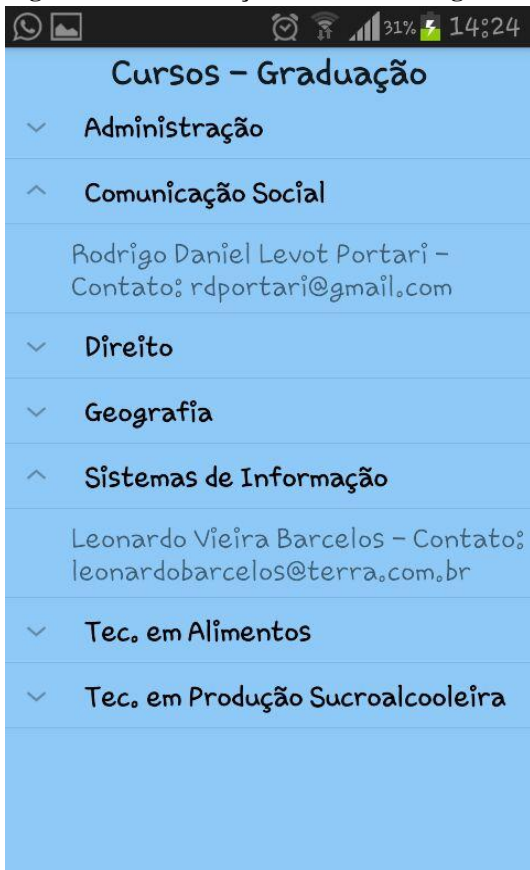 31% 14:24
Cursos - Graduação
Administração
Comunicação Social
Rodrigo Daniel Levot Portari -
Contato: rdportari@gmail.com
Direito
Geografia
Sistemas de Informação
Leonardo Vieira Barcelos - Contato:
leonardobarcelos@terra.com.br
Tec. em Alimentos
Tec. em Produção Sucroalcooleira